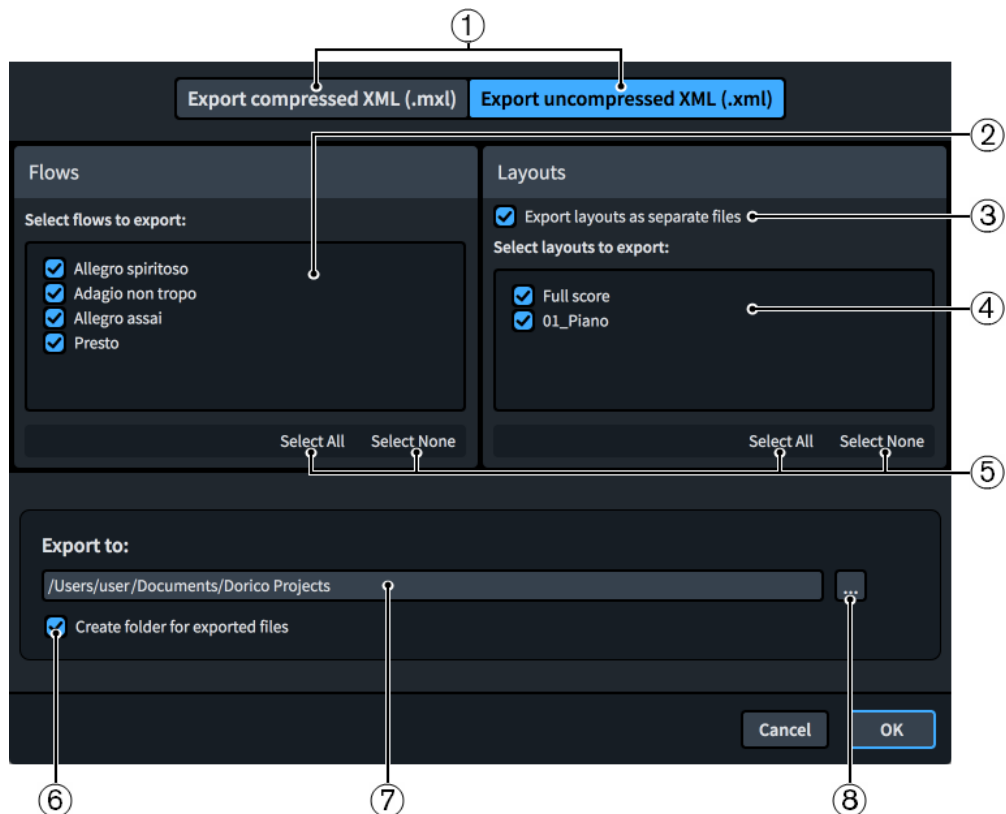 ①
Export compressed XML (.mxl) Export uncompressed XML (.xml)
②
Flows
Layouts
Select flows to export:
Export layouts as separate files
③
Select layouts to export:
Allegro spiritoso
Adagio non tropo
Allegro assai
Presto
Full score
④
01_Piano
Select All Select None
Select All Select None
⑤
Export to:
/Users/user/Documents/Dorico Projects
...
Create folder for exported files
Cancel OK
⑥ ⑦ ⑧